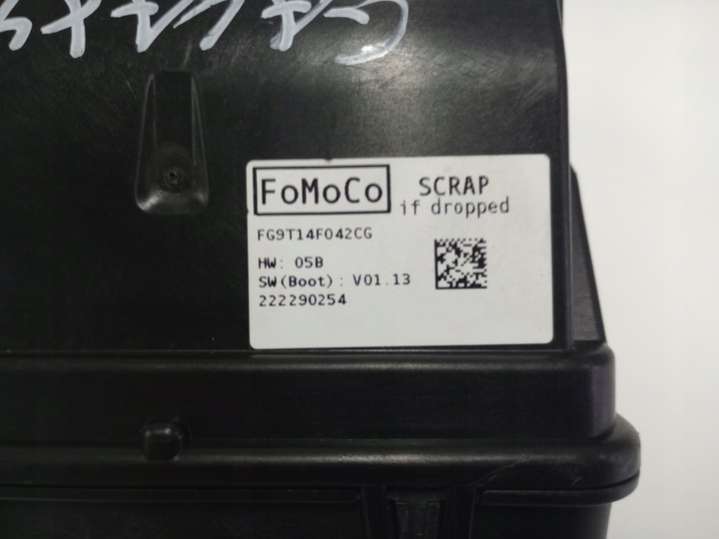 FoMoCo
SCRAP
if dropped
FG9T14F042CG
HW: 05B
SW(Boot): V01.13
222290254